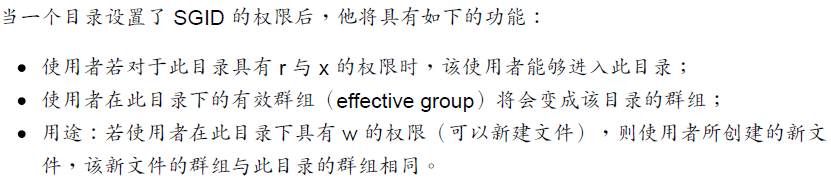 当一个目录设置了 SGID 的权限后，他将具有如下的功能：
● 使用者若对于此目录具有 r 与 x 的权限时，该使用者能够进入此目录；
● 使用者在此目录下的有效群组（effective group）将会变成该目录的群组；
● 用途：若使用者在此目录下具有 w 的权限（可以新建文件），则使用者所创建的新文
件，该新文件的群组与此目录的群组相同。